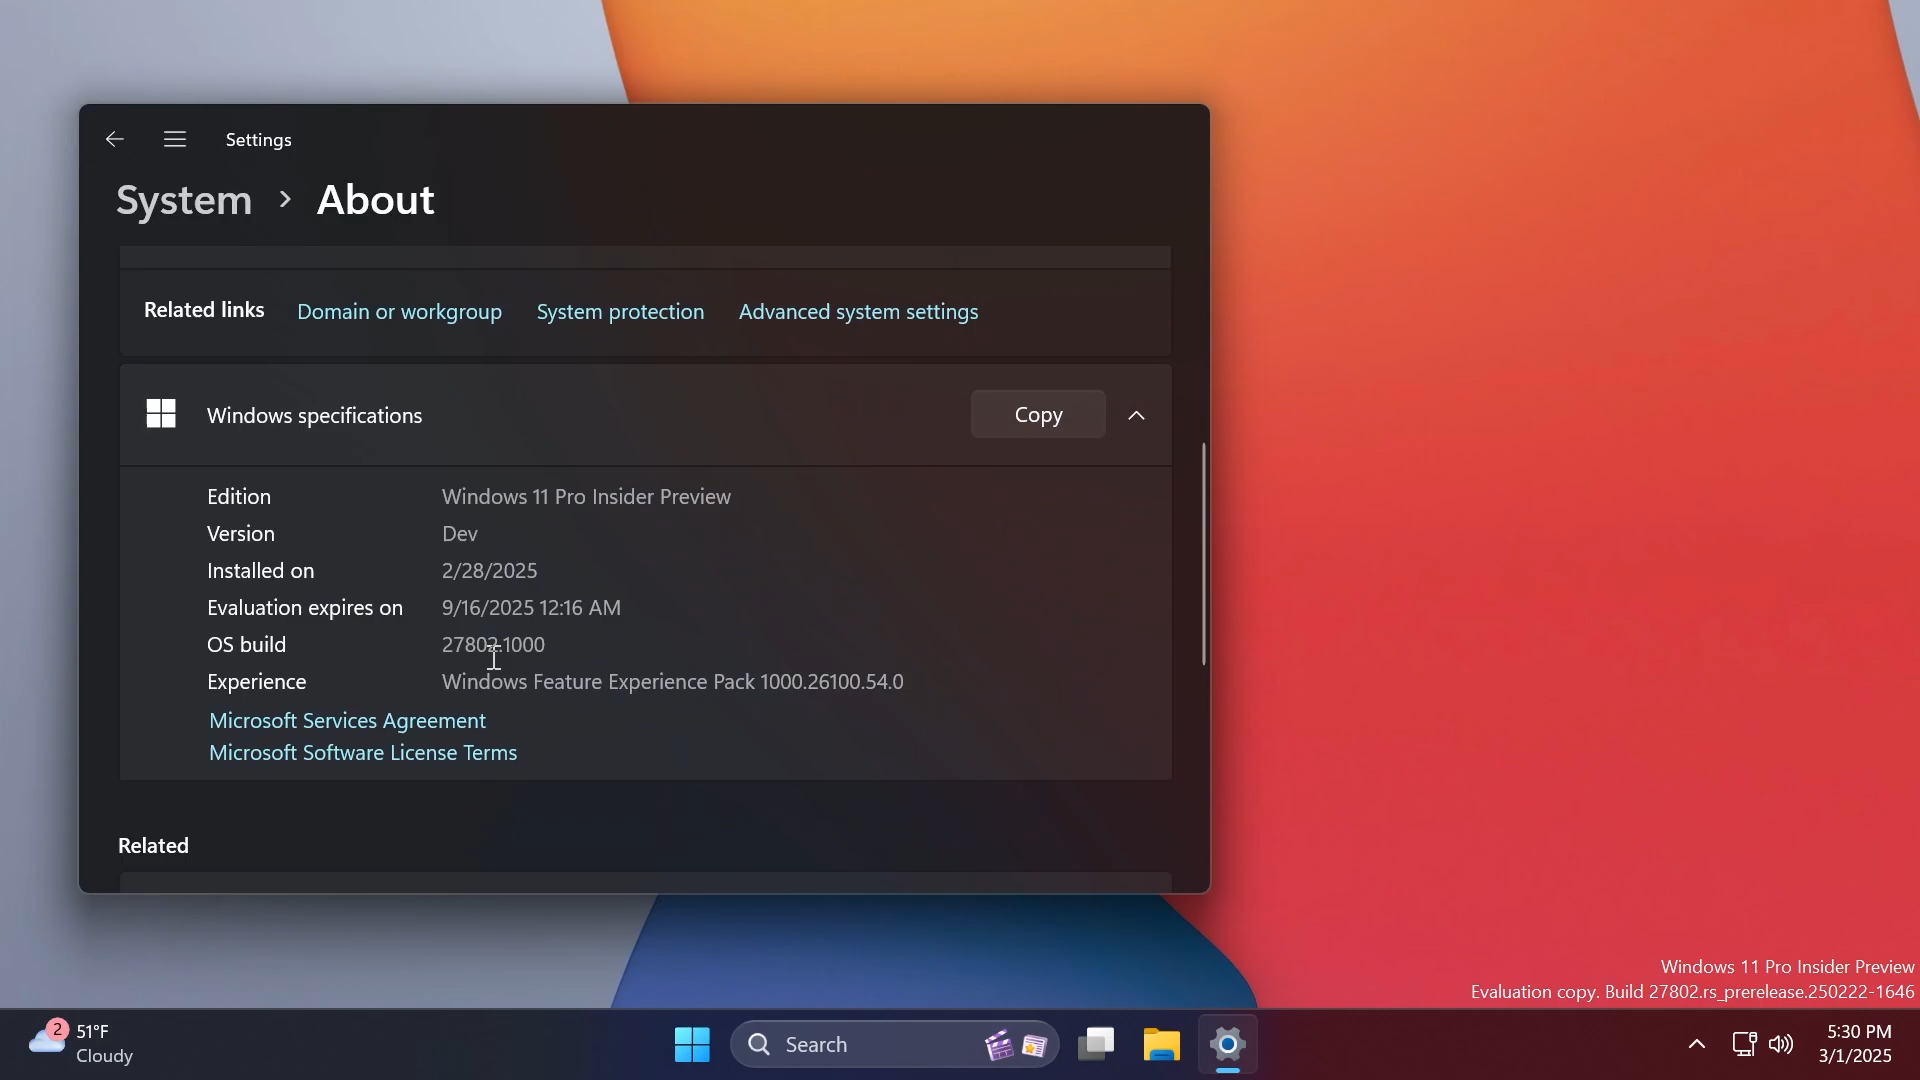 Settings
System > About
Related links Domain or workgroup System protection Advanced system settings
Windows specifications Copy
Edition Windows 11 Pro Insider Preview
Version Dev
Installed on 2/28/2025
Evaluation expires on 9/16/2025 12:16 AM
OS build 27802.1000
Experience Windows Feature Experience Pack 1000.26100.54.0
Microsoft Services Agreement
Microsoft Software License Terms
Related
Windows 11 Pro Insider Preview
Evaluation copy. Build 27802.rs_prerelease.250222-1646
2
51°F
Cloudy
Search
5:30 PM
3/1/2025